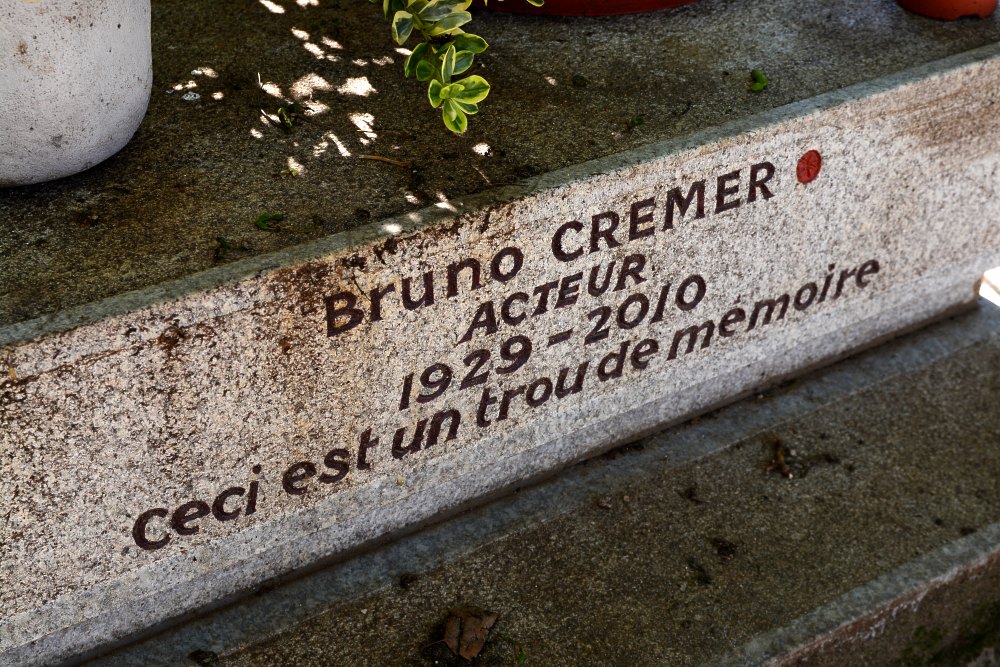 Bruno CREMER
ACTEUR
1929-2010
ceci est un trou de mémoire